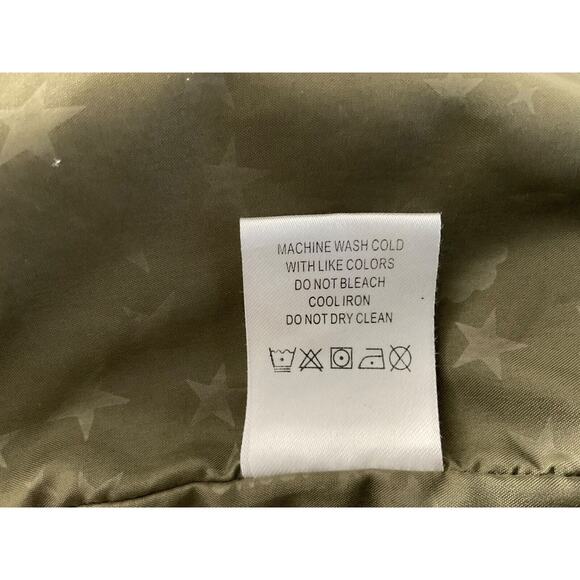 MACHINE WASH COLD
WITH LIKE COLORS
DO NOT BLEACH
COOL IRON
DO NOT DRY CLEAN